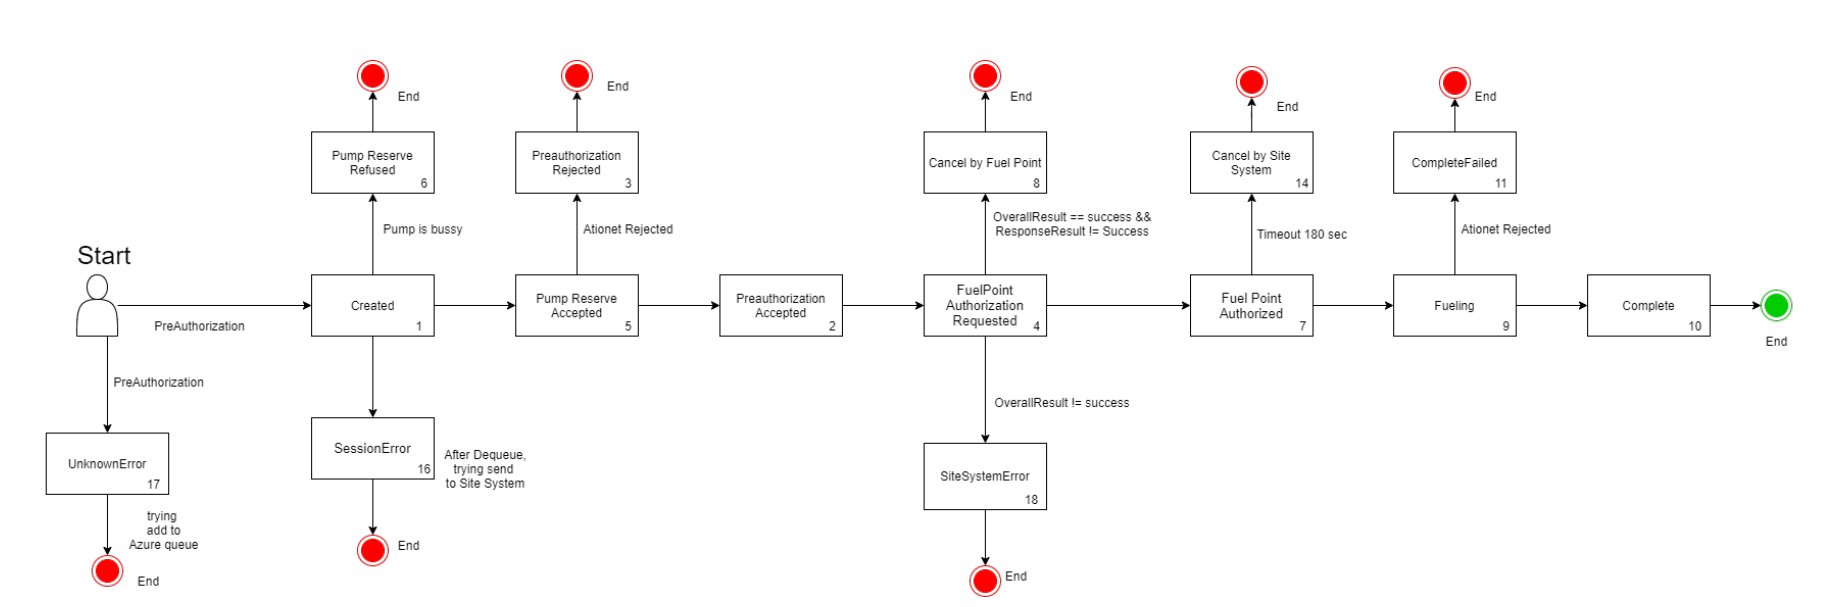 End
End
End
End
End
Pump Reserve
Refused
6
Preauthorization
Rejected
3
Cancel by Fuel Point
8
Cancel by Site
System
14
CompleteFailed
11
Pump is bussy
Ationet Rejected
OverallResult == success &&
ResponseResult != Success
Timeout 180 sec
Ationet Rejected
Start
PreAuthorization
Created
1
Pump Reserve
Accepted
5
Preauthorization
Accepted
2
FuelPoint
Authorization
Requested
4
Fuel Point
Authorized
7
Fueling
9
Complete
10
End
PreAuthorization
OverallResult != success
UnknownError
17
SessionError
16
After Dequeue,
trying send
to Site System
SiteSystemError
18
trying
add to
Azure queue
End
End
End